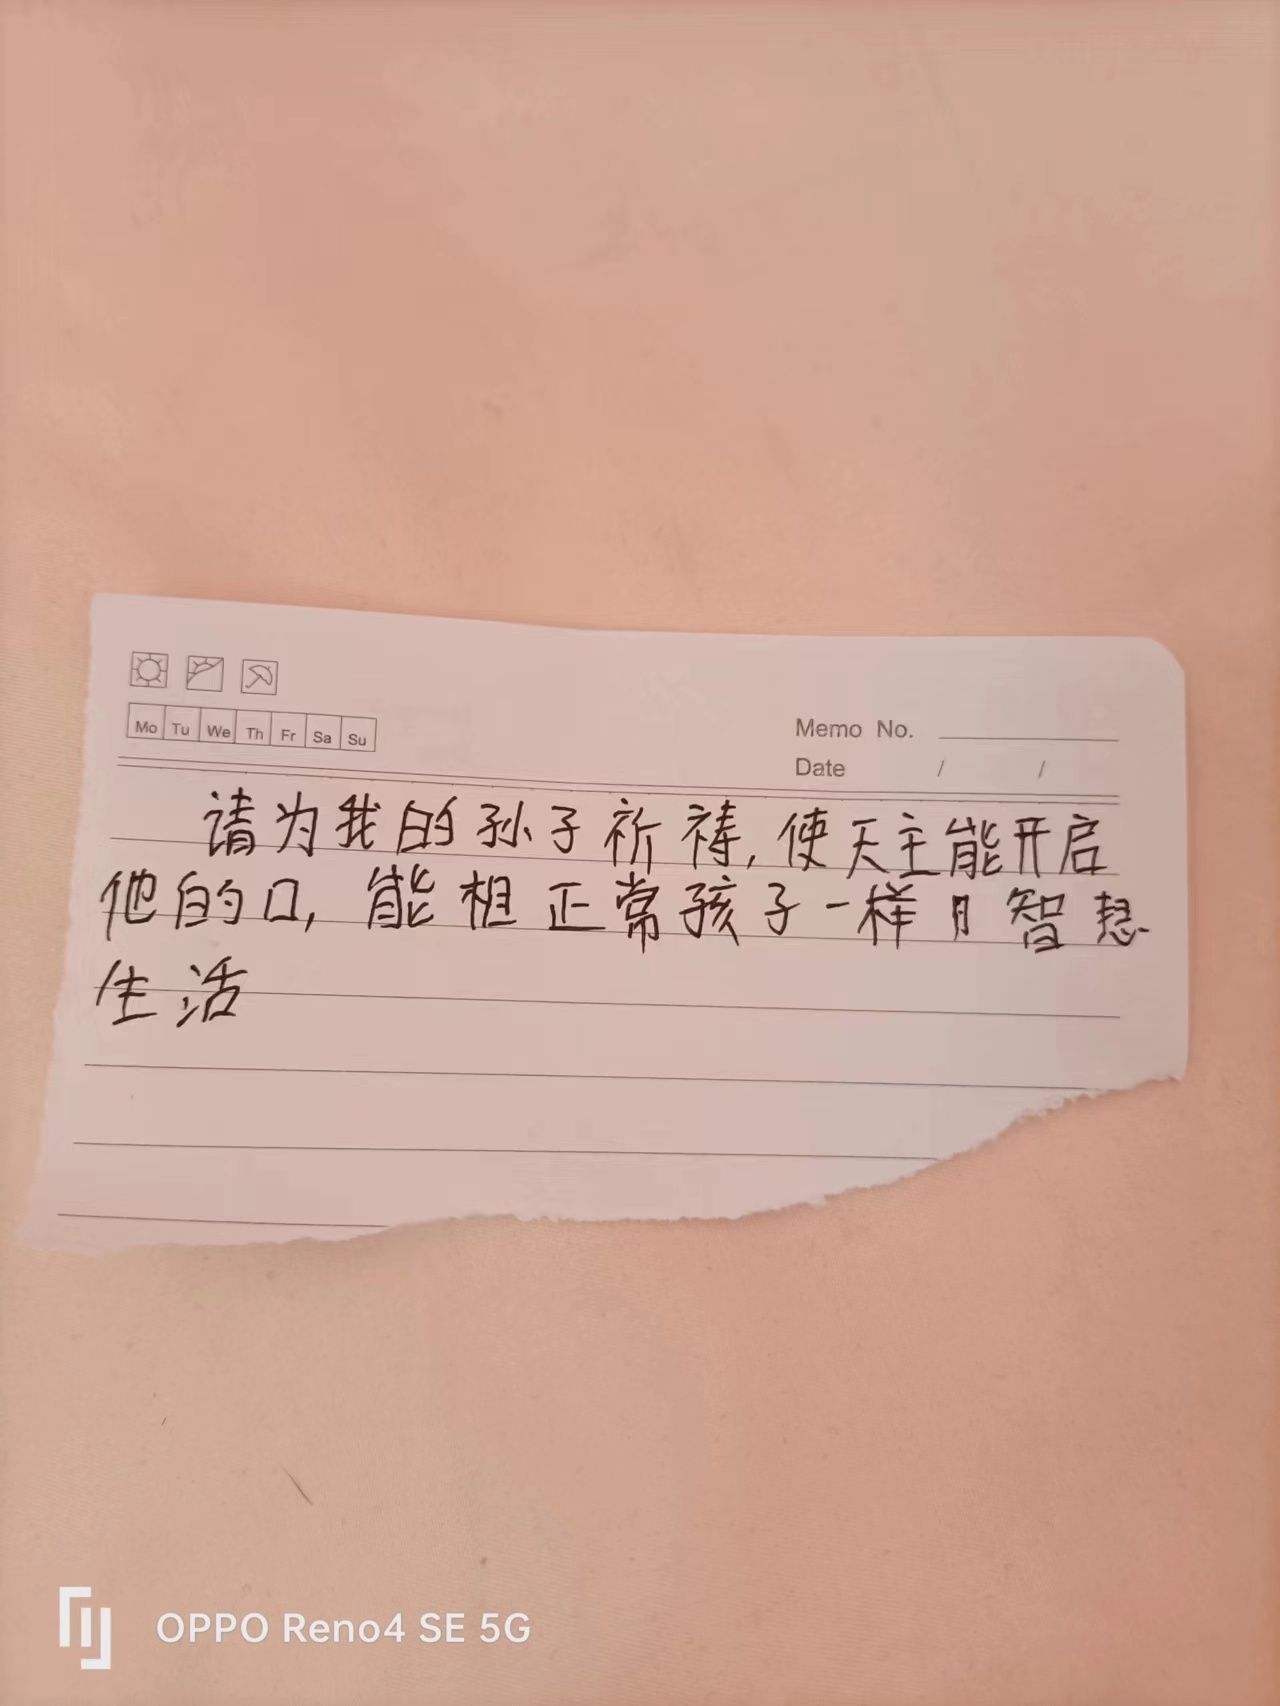 Mo Tu We Th Fr Sa Su
Memo No.
Date / /
请为我的孙子祈祷,使天主能开启
他的口,能相正常孩子一样用智慧
生活
OPPO Reno4 SE 5G